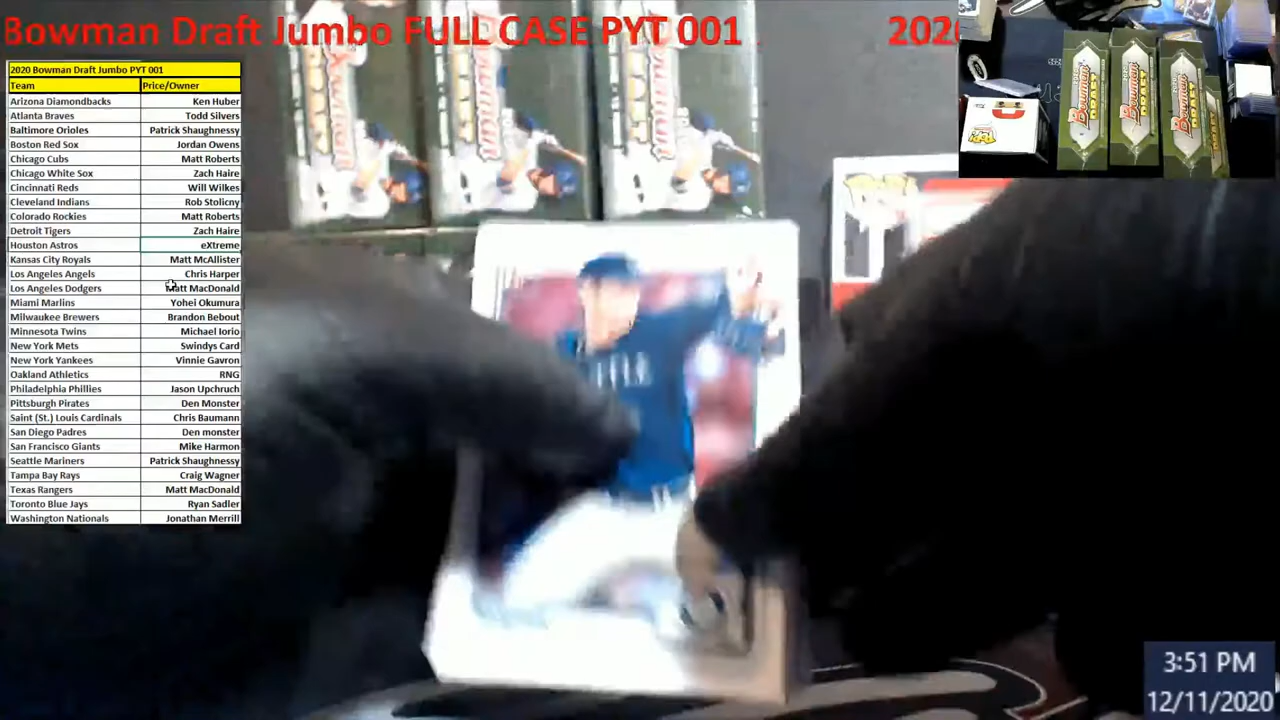 Bowman Draft Jumbo FULL CASE PYT 001
202
2020 Bowman Draft Jumbo PYT 001
Team Price/Owner
Arizona Diamondbacks Ken Huber
Atlanta Braves Todd Silvers
Baltimore Orioles Patrick Shaughnessy
Boston Red Sox Jordan Owens
Chicago Cubs Matt Roberts
Chicago White Sox Zach Haire
Cincinnati Reds Will Wilkes
Cleveland Indians Rob Stolicny
Colorado Rockies Matt Roberts
Detroit Tigers Zach Haire
Houston Astros eXtreme
Kansas City Royals Matt McAllister
Los Angeles Angels Chris Harper
Los Angeles Dodgers Matt MacDonald
Miami Marlins Yohei Okumura
Milwaukee Brewers Brandon Bebout
Minnesota Twins Michael Iorio
New York Mets Swindys Card
New York Yankees Vinnie Gavron
Oakland Athletics RNG
Philadelphia Phillies Jason Upchruch
Pittsburgh Pirates Den Monster
Saint (St.) Louis Cardinals Chris Baumann
San Diego Padres Den monster
San Francisco Giants Mike Harmon
Seattle Mariners Patrick Shaughnessy
Tampa Bay Rays Craig Wagner
Texas Rangers Matt MacDonald
Toronto Blue Jays Ryan Sadler
Washington Nationals Jonathan Merrill
Bowman
DRAFT
Bowman
DRAFT
Bowman
DRAFT
DRAFT
3:51 PM
12/11/2020